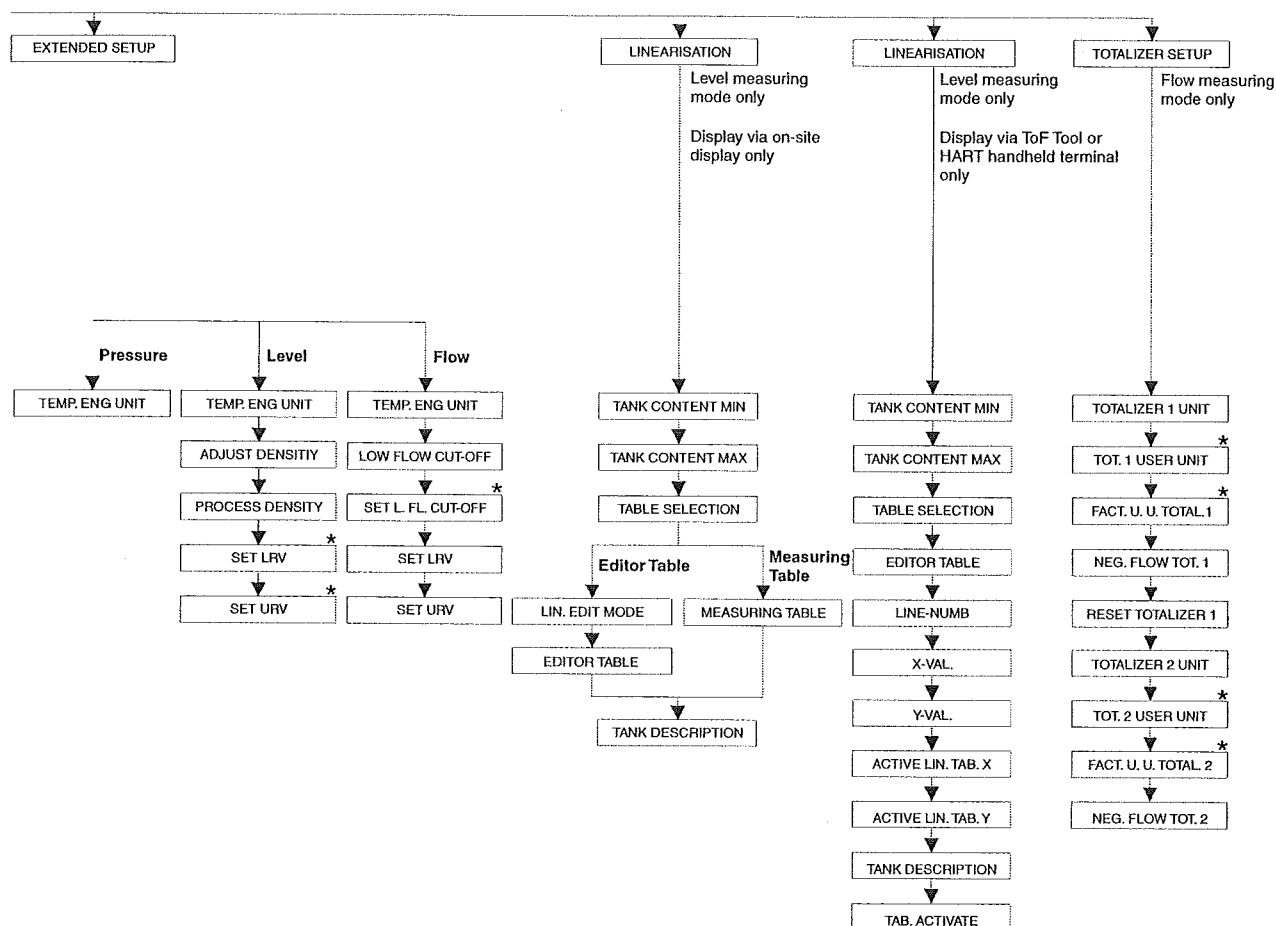 EXTENDED SETUP
LINEARISATION
LINEARISATION
TOTALIZER SETUP
Level measuring
mode only
Display via on-site
display only
Level measuring
mode only
Display via ToF Tool or
HART handheld terminal
only
Flow measuring
mode only
Pressure
TEMP. ENG UNIT
Level
TEMP. ENG UNIT
ADJUST DENSITIY
PROCESS DENSITY
*
SET LRV
*
SET URV
Flow
TEMP. ENG UNIT
LOW FLOW CUT-OFF
*
SET L. FL. CUT-OFF
SET LRV
SET URV
TANK CONTENT MIN
TANK CONTENT MAX
TABLE SELECTION
Editor Table
LIN. EDIT MODE
EDITOR TABLE
Measuring
Table
MEASURING TABLE
TANK DESCRIPTION
TANK CONTENT MIN
TANK CONTENT MAX
TABLE SELECTION
EDITOR TABLE
LINE-NUMB
X-VAL.
Y-VAL.
ACTIVE LIN. TAB. X
ACTIVE LIN. TAB. Y
TANK DESCRIPTION
TAB. ACTIVATE
TOTALIZER 1 UNIT
*
TOT. 1 USER UNIT
*
FACT. U. U. TOTAL. 1
NEG. FLOW TOT. 1
RESET TOTALIZER 1
TOTALIZER 2 UNIT
*
TOT. 2 USER UNIT
*
FACT. U. U. TOTAL. 2
NEG. FLOW TOT. 2